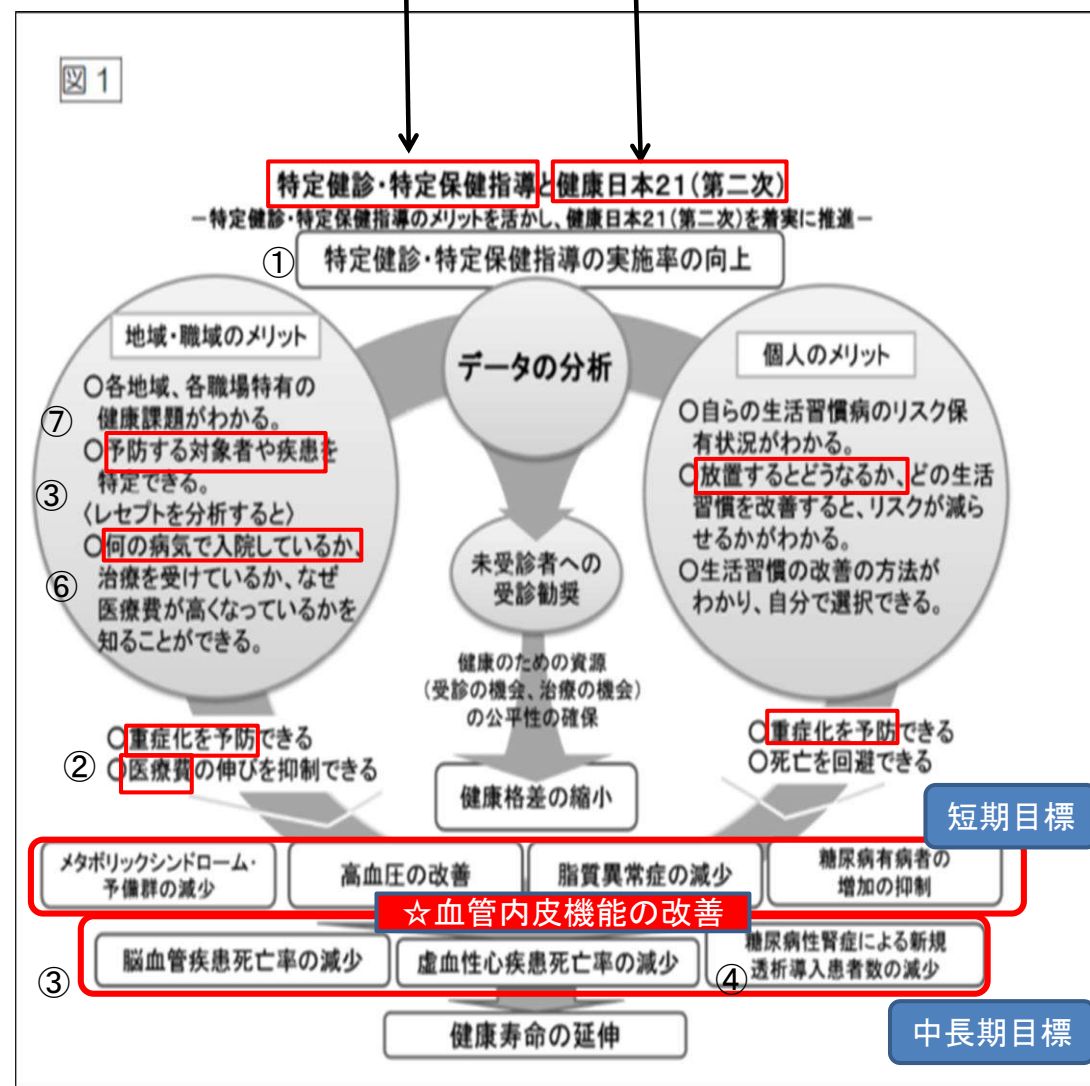 図1
特定健診・特定保健指導と健康日本21(第二次)
－特定健診・特定保健指導のメリットを活かし、健康日本21(第二次)を着実に推進－
① 特定健診・特定保健指導の実施率の向上
地域・職域のメリット
○各地域、各職場特有の
健康課題がわかる。
⑦
○予防する対象者や疾患を
特定できる。
③
〈レセプトを分析すると〉
○何の病気で入院しているか、
⑥ 治療を受けているか、なぜ
医療費が高くなっているかを
知ることができる。
データの分析
未受診者への
受診勧奨
健康のための資源
(受診の機会、治療の機会)
の公平性の確保
健康格差の縮小
個人のメリット
○自らの生活習慣病のリスク保
有状況がわかる。
○放置するとどうなるか、どの生活
習慣を改善すると、リスクが減ら
せるかがわかる。
○生活習慣の改善の方法が
わかり、自分で選択できる。
○重症化を予防できる
② ○医療費の伸びを抑制できる
○重症化を予防できる
○死亡を回避できる
短期目標
メタボリックシンドローム・
予備群の減少
高血圧の改善
脂質異常症の減少
糖尿病有病者の
増加の抑制
☆血管内皮機能の改善
③
脳血管疾患死亡率の減少
虚血性心疾患死亡率の減少
糖尿病性腎症による新規
④ 透析導入患者数の減少
中長期目標
健康寿命の延伸